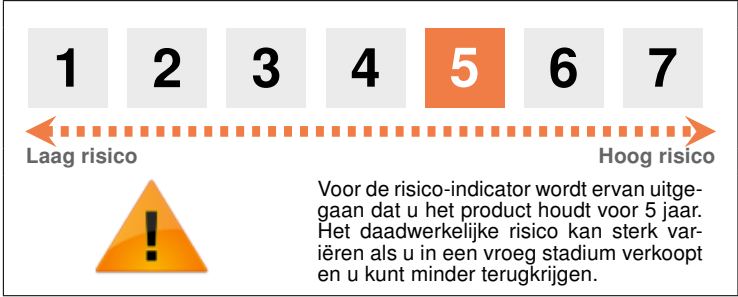 1 2 3 4 5 6 7
Laag risico Hoog risico
!
Voor de risico-indicator wordt ervan uitge-
gaan dat u het product houdt voor 5 jaar.
Het daadwerkelijke risico kan sterk var-
iëren als u in een vroeg stadium verkoopt
en u kunt minder terugkrijgen.